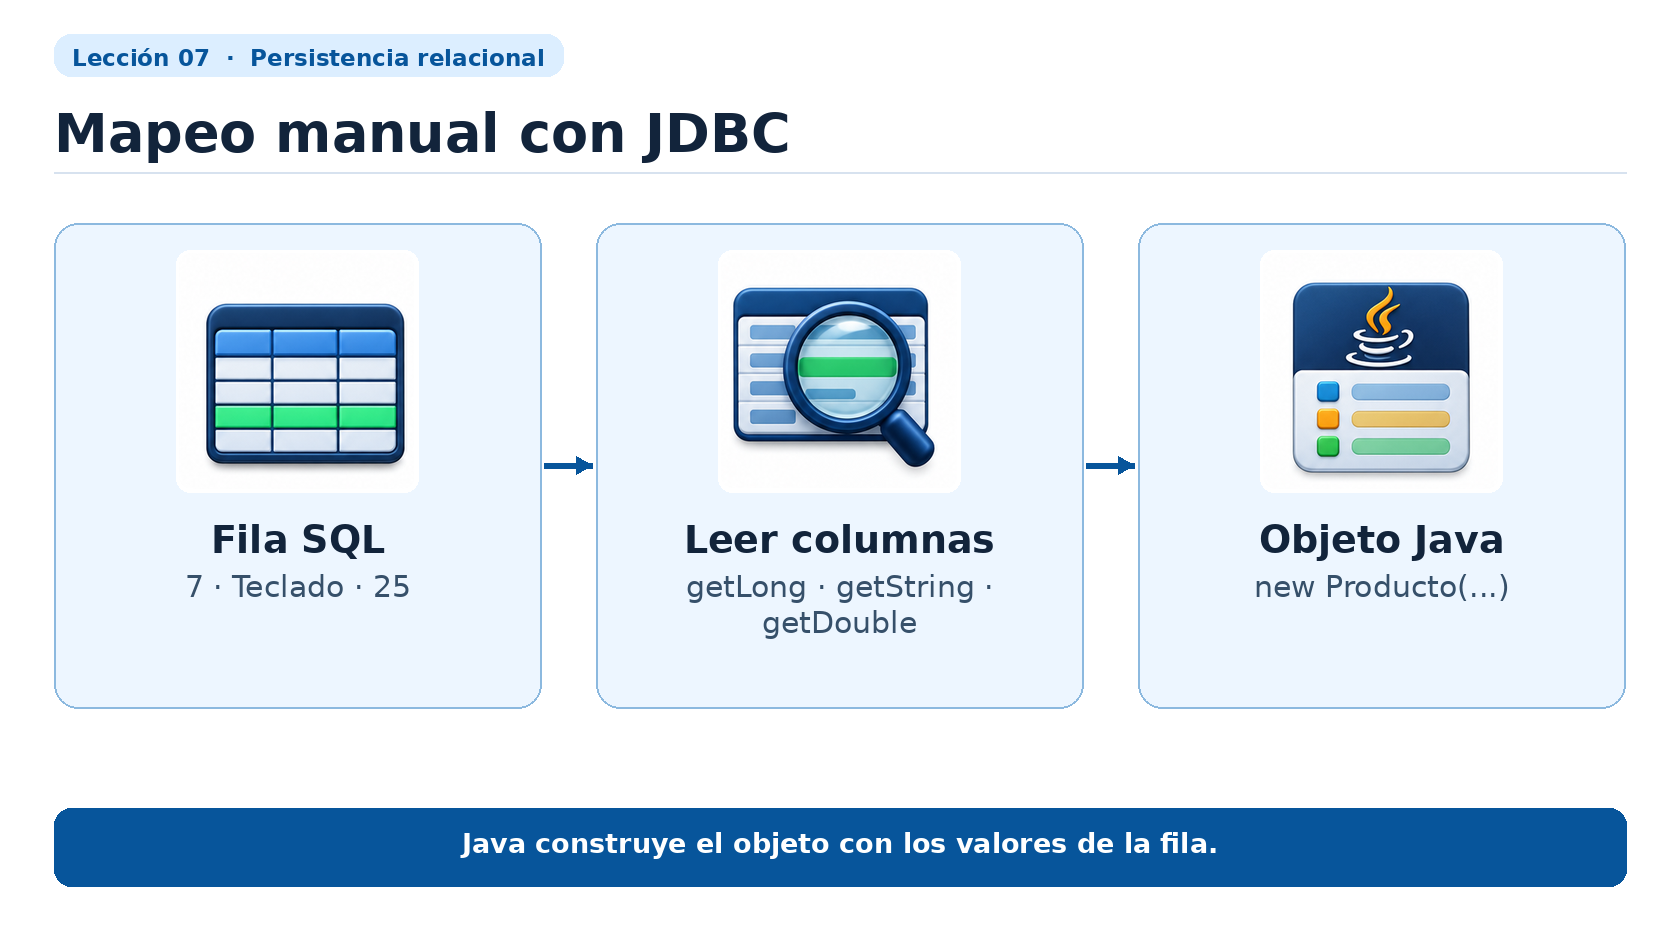 Lección 07 · Persistencia relacional
Mapeo manual con JDBC
Fila SQL
7 · Teclado · 25
Leer columnas
getLong · getString ·
getDouble
Objeto Java
new Producto(...)
Java construye el objeto con los valores de la fila.